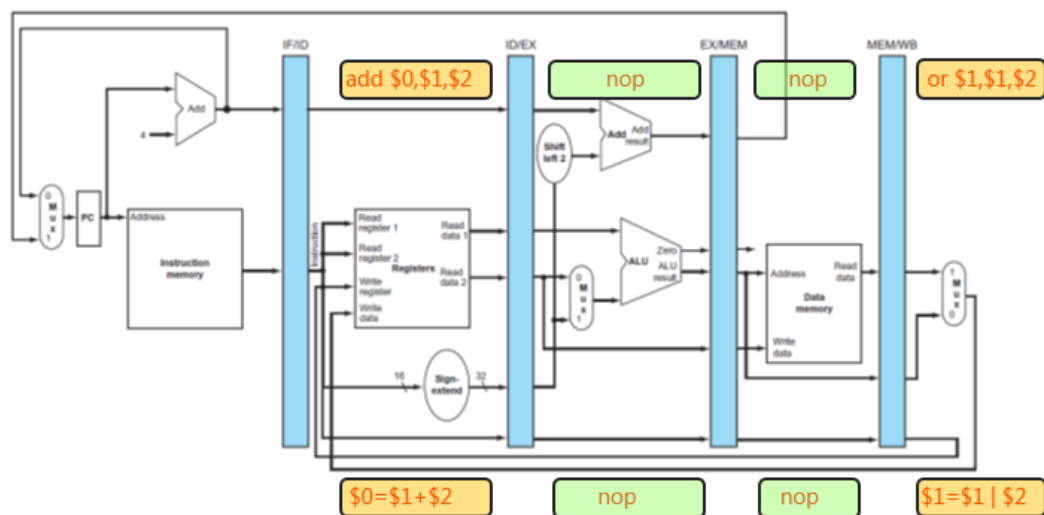 IF/ID
ID/EX
EX/MEM
MEM/WB
add $0,$1,$2
nop
nop
or $1,$1,$2
Add
4
Shift
left 2
Add
Add
result
0
M
u
x
1
PC
Address
Instruction
memory
Instruction
Read
register 1
Read
register 2
Write
register
Write
data
Registers
Read
data 1
Read
data 2
0
M
u
x
1
Zero
ALU
ALU
result
Address
Read
data
Data
memory
Write
data
1
M
u
x
0
16
Sign-
extend
32
$0=$1+$2
nop
nop
$1=$1 | $2